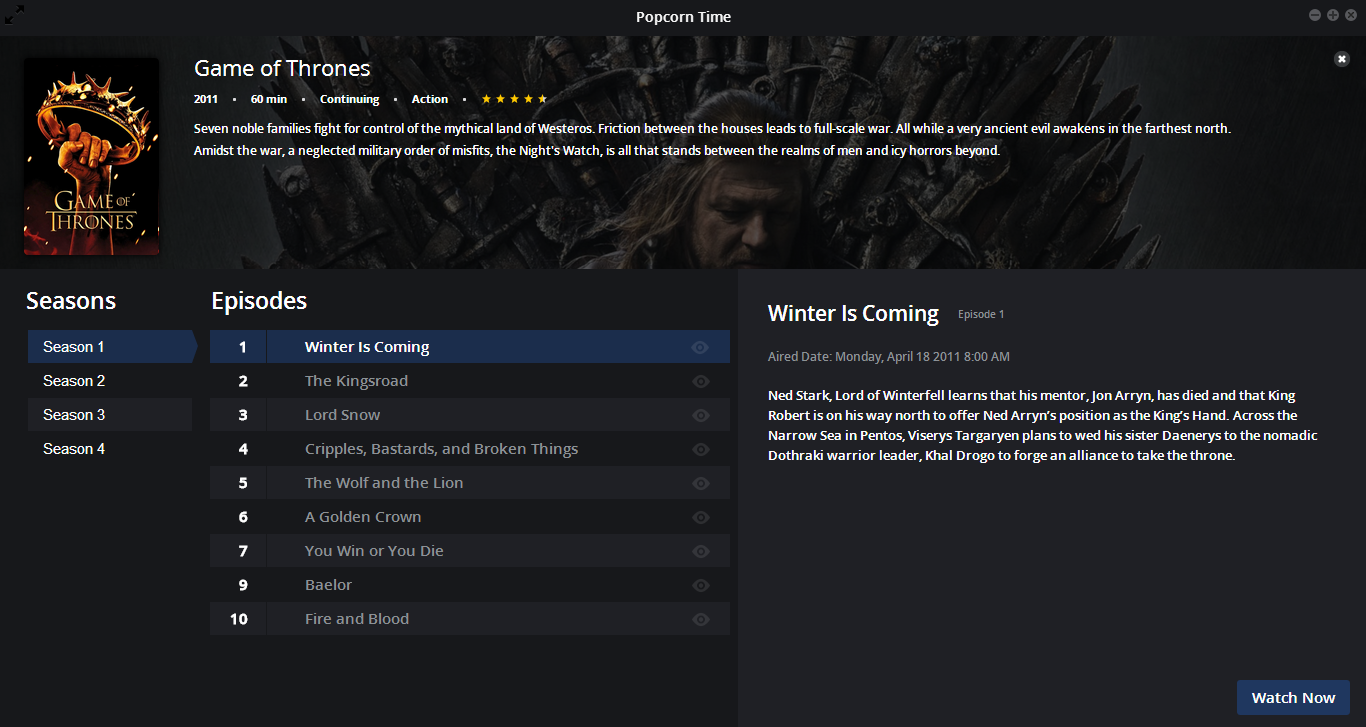 Popcorn Time
GAME OF
THRONES
Game of Thrones
2011 • 60 min • Continuing • Action •
Seven noble families fight for control of the mythical land of Westeros. Friction between the houses leads to full-scale war. All while a very ancient evil awakens in the farthest north.
Amidst the war, a neglected military order of misfits, the Night's Watch, is all that stands between the realms of men and icy horrors beyond.
Seasons
Season 1
Season 2
Season 3
Season 4
Episodes
1 Winter Is Coming
2 The Kingsroad
3 Lord Snow
4 Cripples, Bastards, and Broken Things
5 The Wolf and the Lion
6 A Golden Crown
7 You Win or You Die
9 Baelor
10 Fire and Blood
Winter Is Coming Episode 1
Aired Date: Monday, April 18 2011 8:00 AM
Ned Stark, Lord of Winterfell learns that his mentor, Jon Arryn, has died and that King
Robert is on his way north to offer Ned Arryn’s position as the King’s Hand. Across the
Narrow Sea in Pentos, Viserys Targaryen plans to wed his sister Daenerys to the nomadic
Dothraki warrior leader, Khal Drogo to forge an alliance to take the throne.
Watch Now